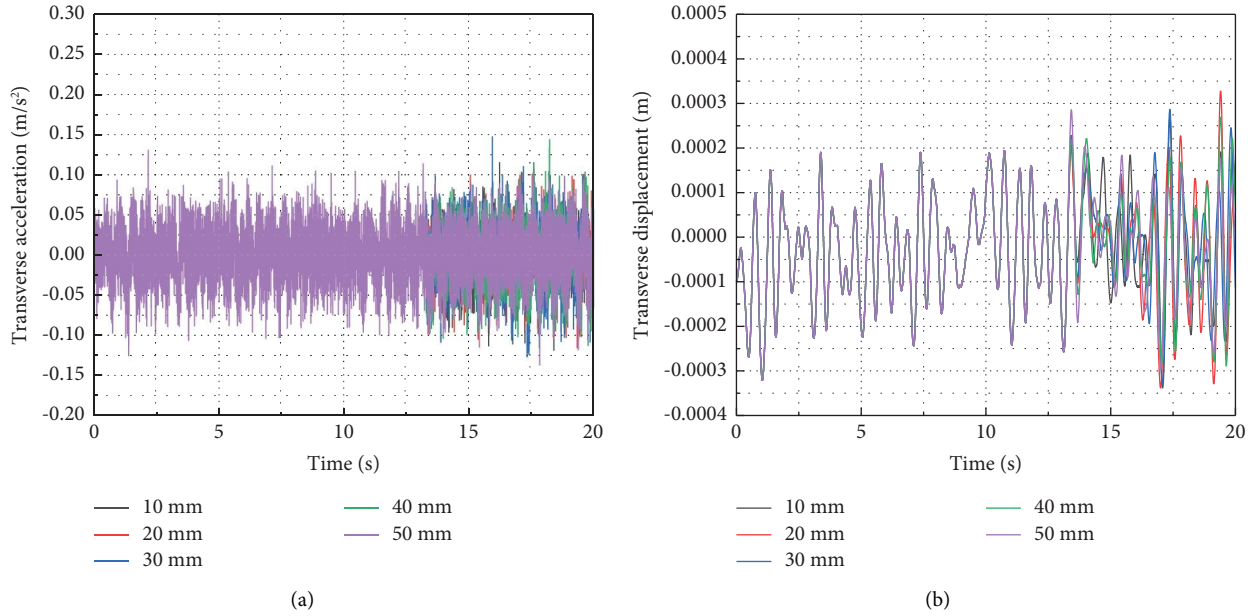 0.30
0.25
0.20
0.15
0.10
0.05
0.00
-0.05
-0.10
-0.15
-0.20
Transverse acceleration (m/s²)
0 5 10 15 20
Time (s)
10 mm 40 mm
20 mm 50 mm
30 mm
(a)
0.0005
0.0004
0.0003
0.0002
0.0001
0.0000
-0.0001
-0.0002
-0.0003
-0.0004
Transverse displacement (m)
0 5 10 15 20
Time (s)
10 mm 40 mm
20 mm 50 mm
30 mm
(b)